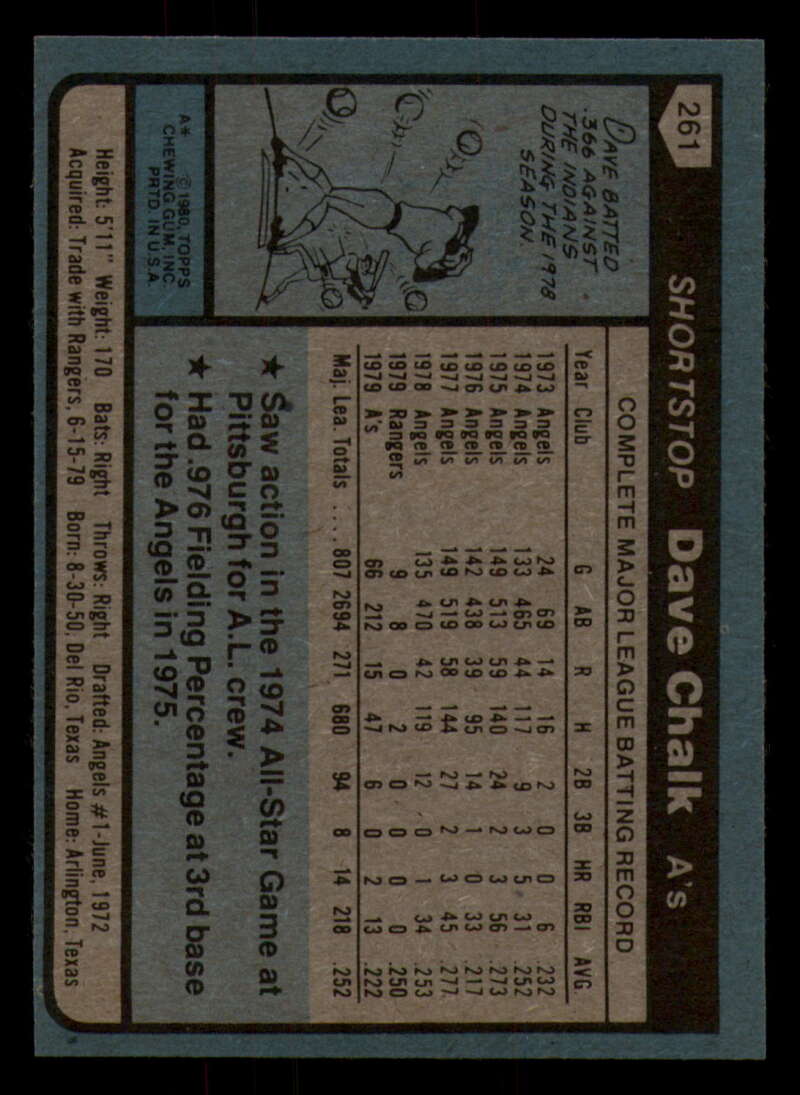 261
SHORTSTOP Dave Chalk A's
DAVE BATTED
.366 AGAINST
THE INDIANS
DURING THE 1978
SEASON.
A* © 1980, TOPPS
CHEWING GUM, INC.
PRTD. IN U.S.A.
COMPLETE MAJOR LEAGUE BATTING RECORD
Year Club G AB R H 2B 3B HR RBI AVG
1973 Angels 24 69 14 16 2 0 0 6 .232
1974 Angels 133 465 44 117 9 3 5 31 .252
1975 Angels 149 513 59 140 24 2 3 56 .273
1976 Angels 142 438 39 95 14 1 0 33 .217
1977 Angels 149 519 58 144 27 2 3 45 .277
1978 Angels 135 470 42 119 12 0 1 34 .253
1979 Rangers 9 8 0 2 0 0 0 0 .250
1979 A's 66 212 15 47 6 0 2 13 .222
Maj. Lea. Totals .... 807 2694 271 680 94 8 14 218 .252
★ Saw action in the 1974 All-Star Game at
Pittsburgh for A.L. crew.
★ Had .976 Fielding Percentage at 3rd base
for the Angels in 1975.
Height: 5'11" Weight: 170 Bats: Right Throws: Right Drafted: Angels #1-June, 1972
Acquired: Trade with Rangers, 6-15-79 Born: 8-30-50, Del Rio, Texas Home: Arlington, Texas